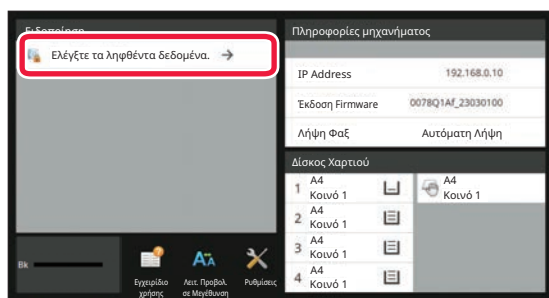 Ειδοποίηση
Ελέγξτε τα ληφθέντα δεδομένα.
Πληροφορίες μηχανήματος
IP Address 192.168.0.10
Έκδοση Firmware 0078Q1Af_23030100
Λήψη Φαξ Αυτόματη Λήψη
Δίσκος Χαρτιού
1 A4
Κοινό 1
A4
Κοινό 1
2 A4
Κοινό 1
3 A4
Κοινό 1
4 A4
Κοινό 1
Bk
Εγχειρίδιο
χρήσης
Λειτ. Προβολ.
σε Μεγέθυνση
Ρυθμίσεις